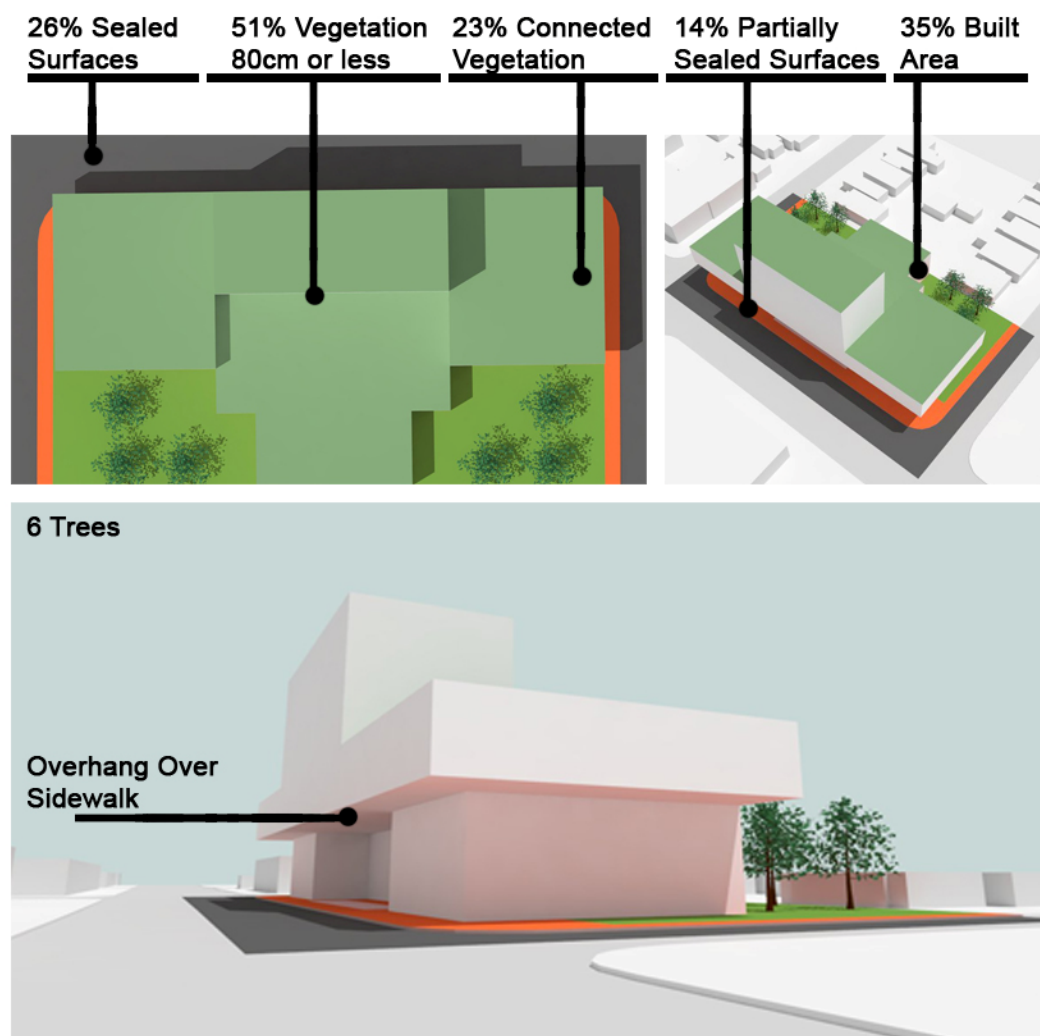 26% Sealed
Surfaces
51% Vegetation
80cm or less
23% Connected
Vegetation
14% Partially
Sealed Surfaces
35% Built
Area
6 Trees
Overhang Over
Sidewalk